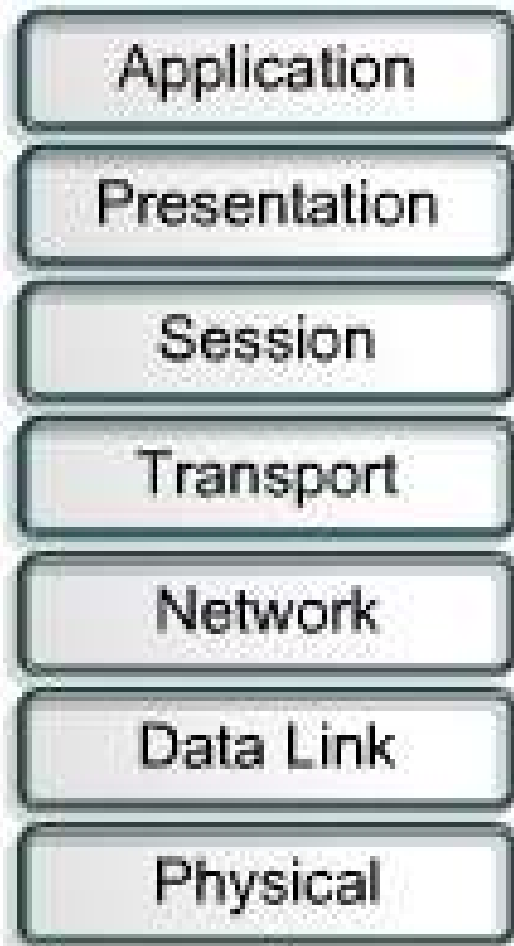 Application
Presentation
Session
Transport
Network
Data Link
Physical